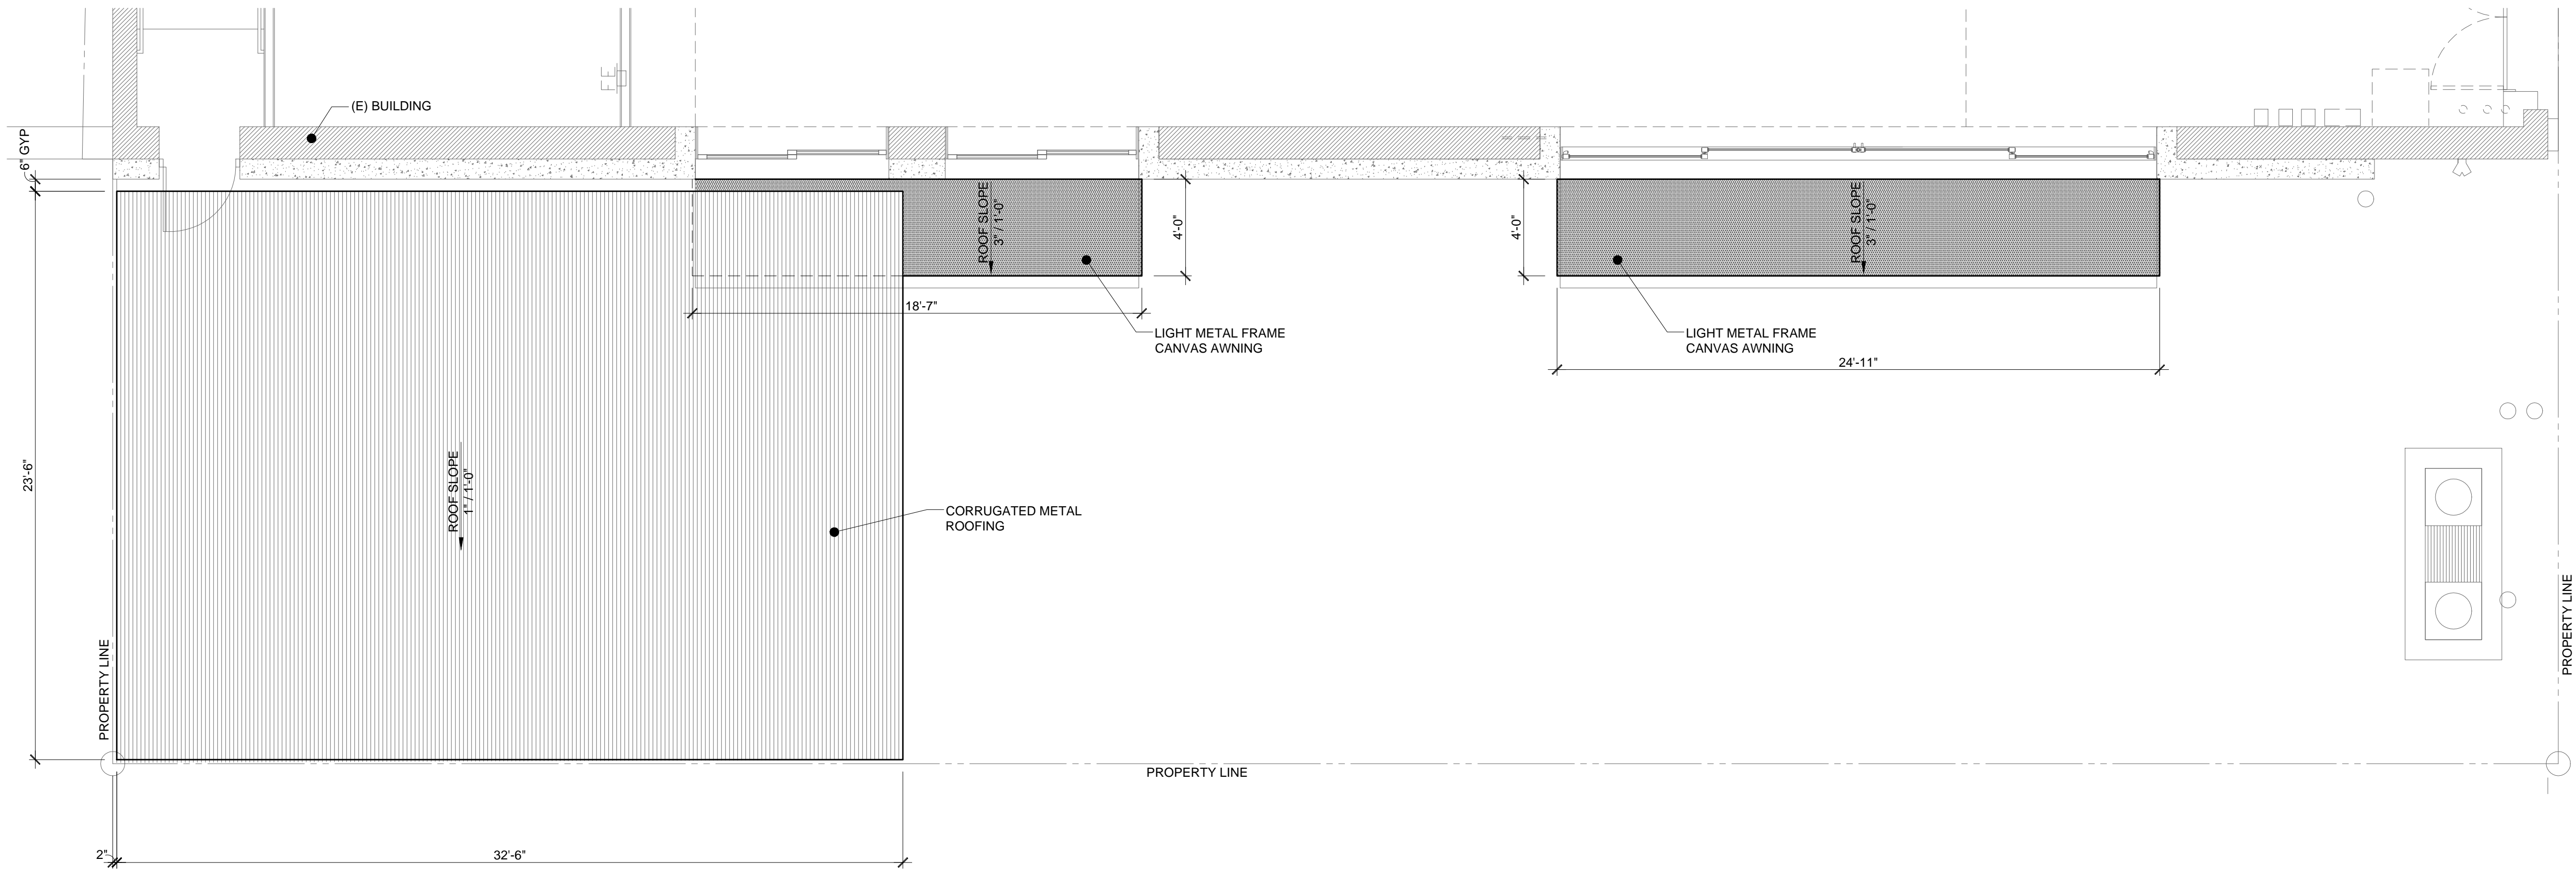 (E) BUILDING
6" GYP
ROOF SLOPE
3" / 1'-0"
4'-0"
4'-0"
ROOF SLOPE
3" / 1'-0"
18'-7"
LIGHT METAL FRAME
CANVAS AWNING
LIGHT METAL FRAME
CANVAS AWNING
24'-11"
23'-6"
ROOF SLOPE
1" / 1'-0"
CORRUGATED METAL
ROOFING
PROPERTY LINE
PROPERTY LINE
PROPERTY LINE
2"
32'-6"